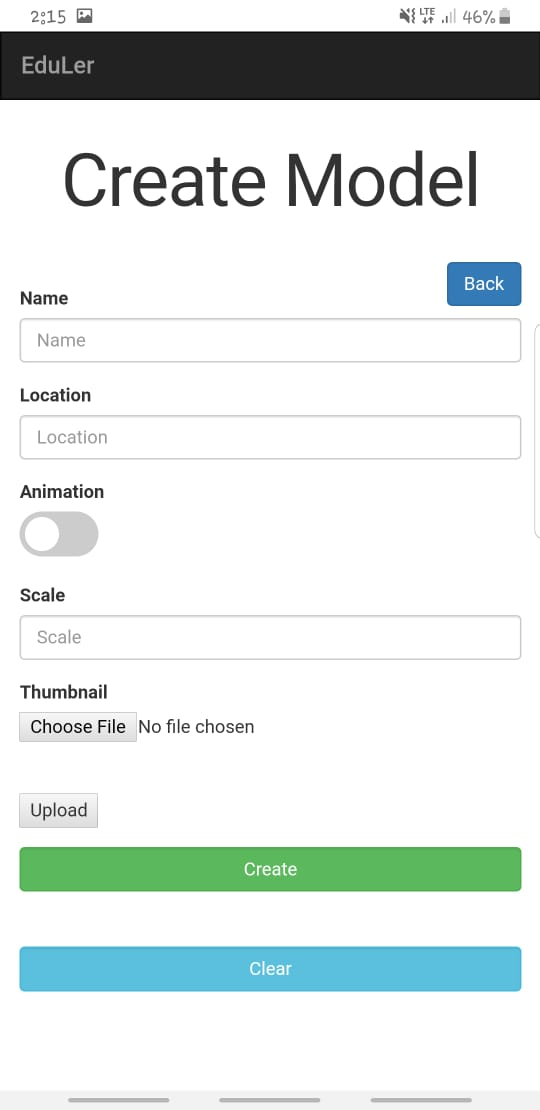 2:15 LTE 46%
EduLer
Create Model
Back
Name
Name
Location
Location
Animation
Scale
Scale
Thumbnail
Choose File No file chosen
Upload
Create
Clear